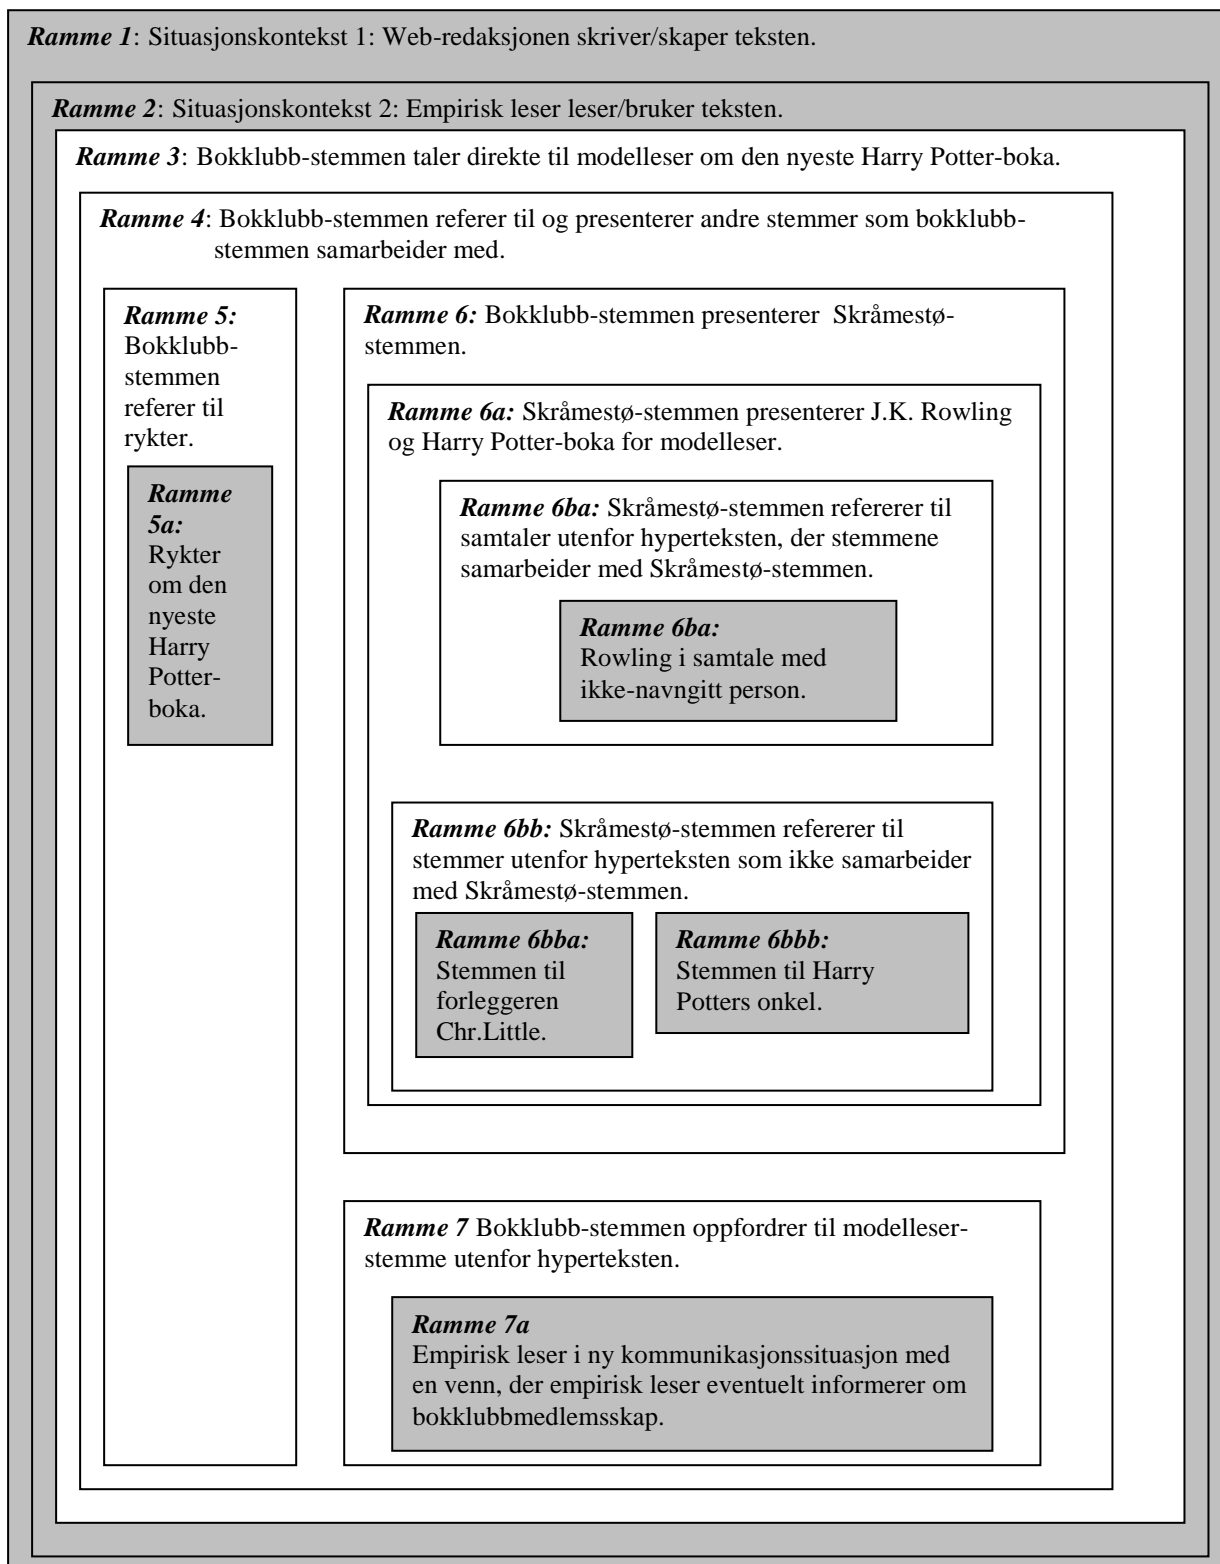 Ramme 1: Situasjonskontekst 1: Web-redaksjonen skriver/skaper teksten.
Ramme 2: Situasjonskontekst 2: Empirisk leser leser/bruker teksten.
Ramme 3: Bokklubb-stemmen taler direkte til modelleser om den nyeste Harry Potter-boka.
Ramme 4: Bokklubb-stemmen referer til og presenterer andre stemmer som bokklubb-
stemmen samarbeider med.
Ramme 5:
Bokklubb-
stemmen
referer til
rykter.
Ramme
5a:
Rykter
om den
nyeste
Harry
Potter-
boka.
Ramme 6: Bokklubb-stemmen presenterer Skråmestø-
stemmen.
Ramme 6a: Skråmestø-stemmen presenterer J.K. Rowling
og Harry Potter-boka for modelleser.
Ramme 6ba: Skråmestø-stemmen refererer til
samtaler utenfor hyperteksten, der stemmene
samarbeider med Skråmestø-stemmen.
Ramme 6ba:
Rowling i samtale med
ikke-navngitt person.
Ramme 6bb: Skråmestø-stemmen refererer til
stemmer utenfor hyperteksten som ikke samarbeider
med Skråmestø-stemmen.
Ramme 6bba:
Stemmen til
forleggeren
Chr.Little.
Ramme 6bbb:
Stemmen til Harry
Potters onkel.
Ramme 7 Bokklubb-stemmen oppfordrer til modelleser-
stemme utenfor hyperteksten.
Ramme 7a
Empirisk leser i ny kommunikasjonssituasjon med
en venn, der empirisk leser eventuelt informerer om
bokklubbmedlemsskap.